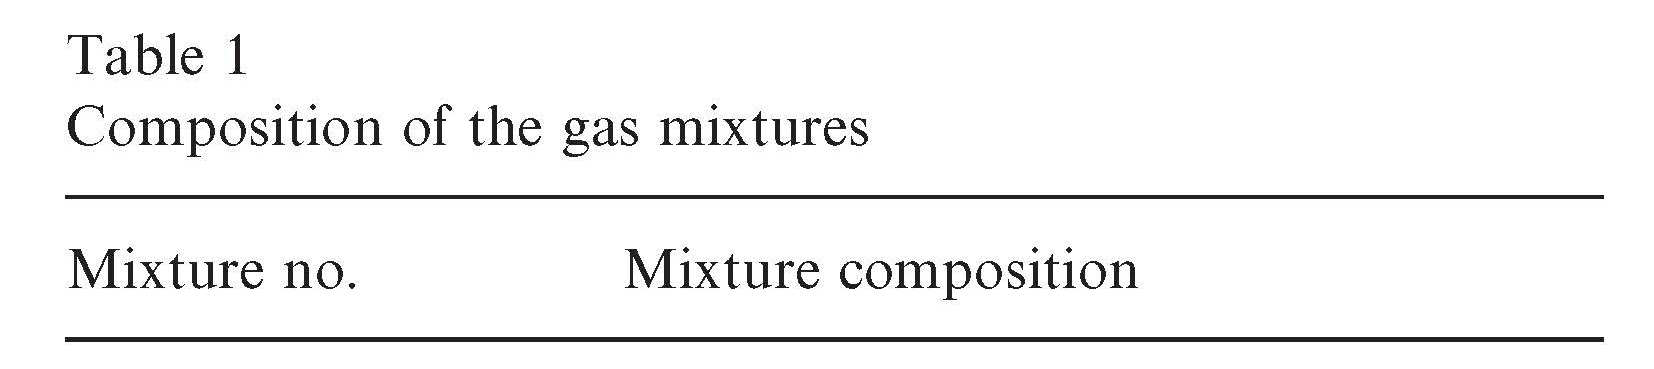 Table 1
Composition of the gas mixtures
Mixture no. Mixture composition